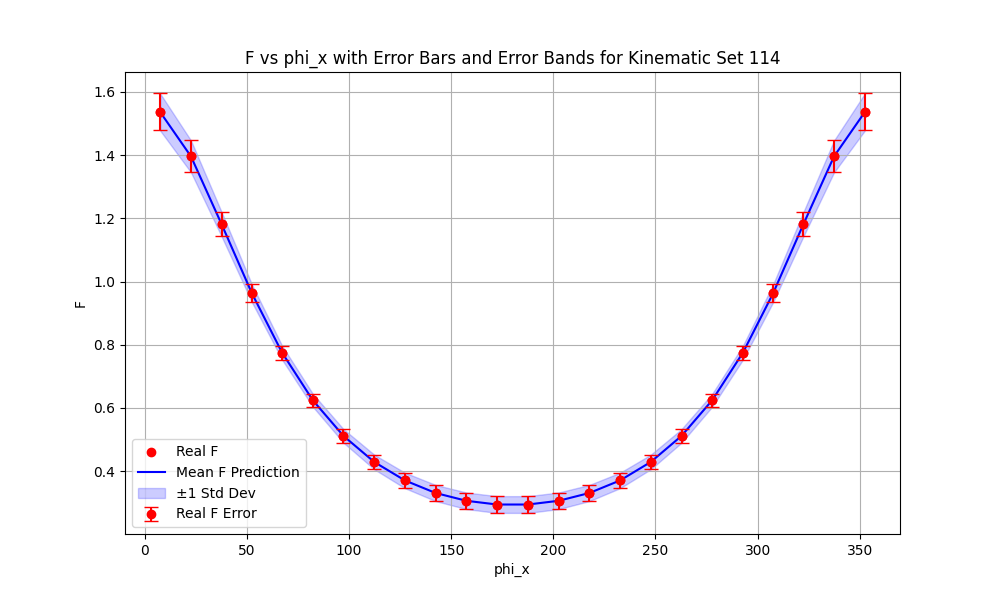 F vs phi_x with Error Bars and Error Bands for Kinematic Set 114
F
1.6
1.4
1.2
1.0
0.8
0.6
0.4
Real F
Mean F Prediction
±1 Std Dev
Real F Error
0 50 100 150 200 250 300 350
phi_x